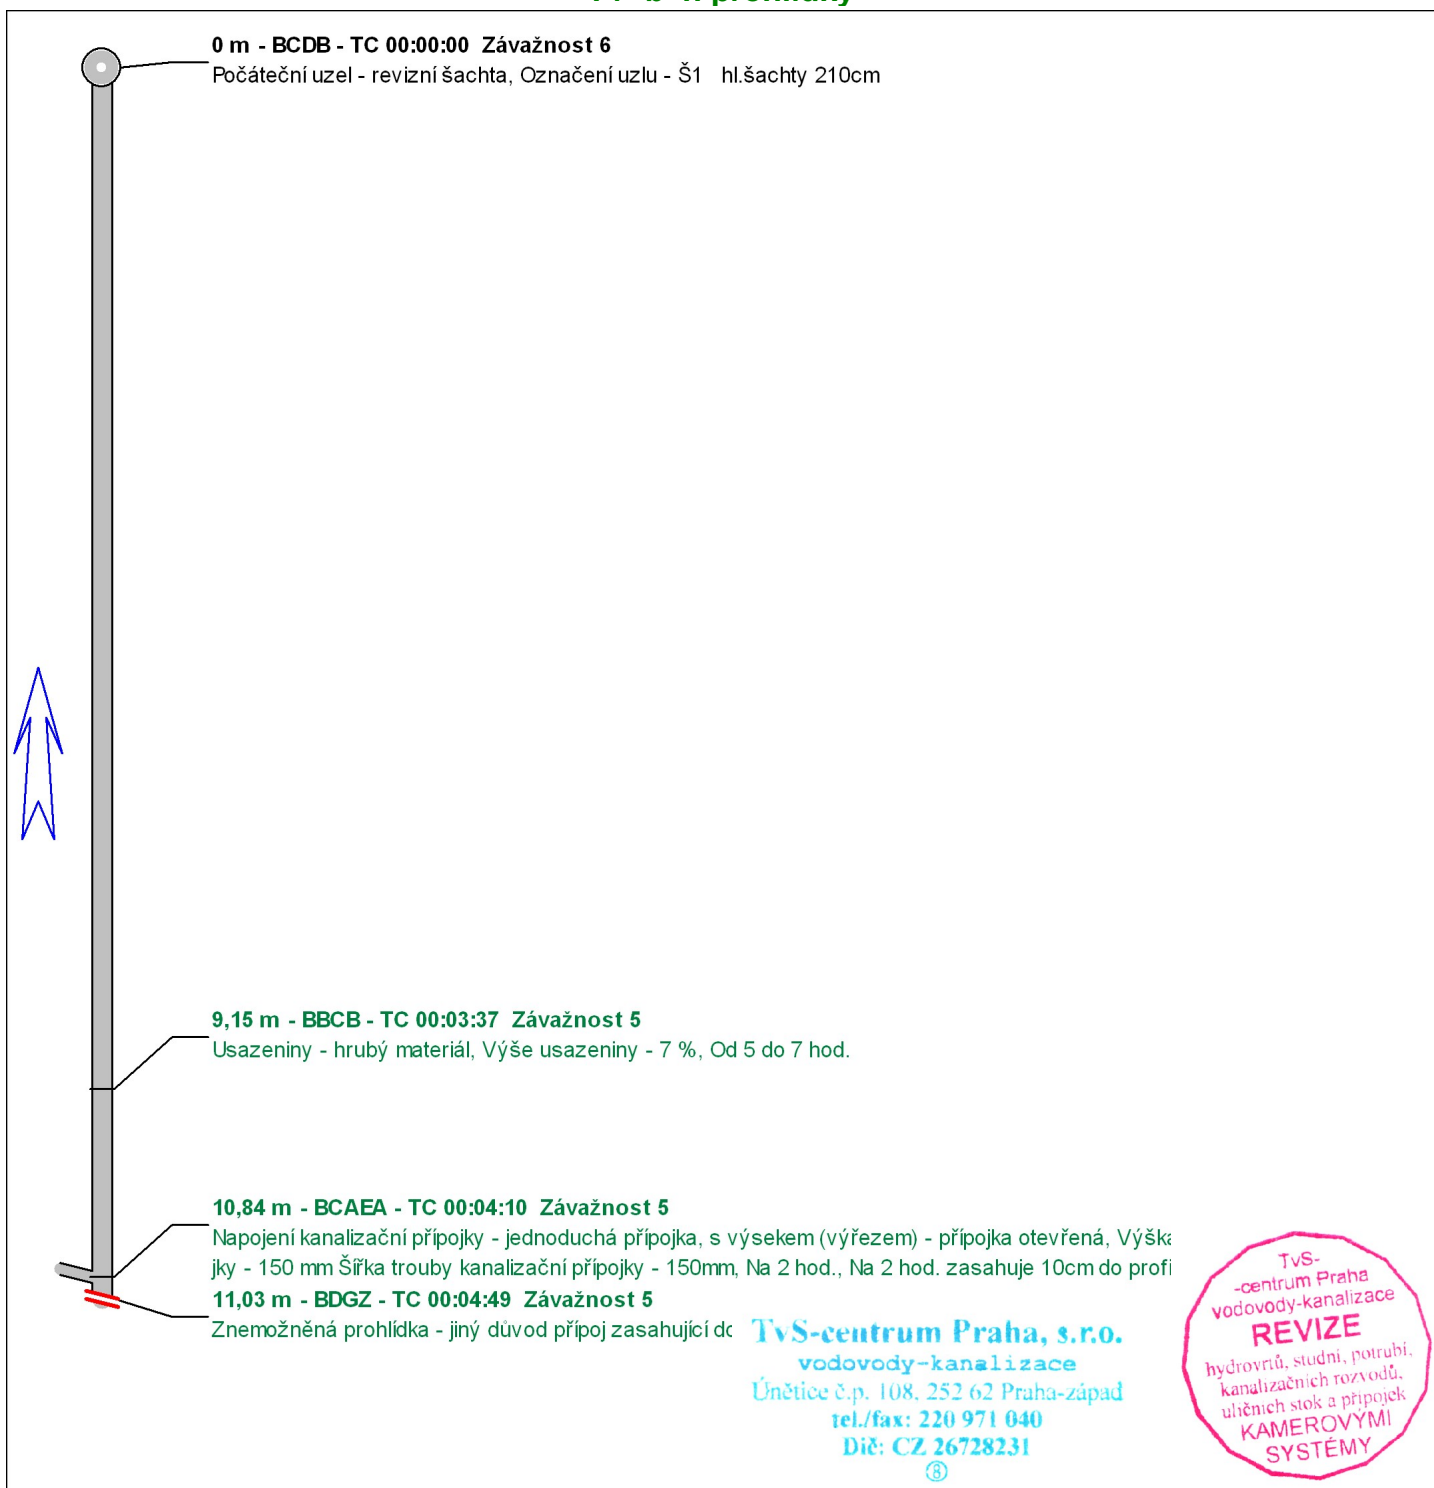 0 m - BCDB - TC 00:00:00 Závažnost 6
Počáteční uzel - revizní šachta, Označení uzlu - Š1 hl.šachty 210cm
9,15 m - BBCB - TC 00:03:37 Závažnost 5
Usazeniny - hrubý materiál, Výše usazeniny - 7 %, Od 5 do 7 hod.
10,84 m - BCAEA - TC 00:04:10 Závažnost 5
Napojení kanalizační přípojky - jednoduchá přípojka, s výsekem (výřezem) - přípojka otevřená, Výška
jky - 150 mm Šířka trouby kanalizační přípojky - 150mm, Na 2 hod., Na 2 hod. zasahuje 10cm do profi
11,03 m - BDGZ - TC 00:04:49 Závažnost 5
Znemožněná prohlídka - jiný důvod přípoj zasahující do
TvS-centrum Praha, s.r.o.
vodovody-kanalizace
Únětice č.p. 108, 252 62 Praha-západ
tel./fax: 220 971 040
Dič: CZ 26728231
8
TvS-
-centrum Praha
vodovody-kanalizace
REVIZE
hydrovrtů, studní, potrubí,
kanalizačních rozvodů,
uličních stok a přípojek
KAMEROVÝMI
SYSTÉMY